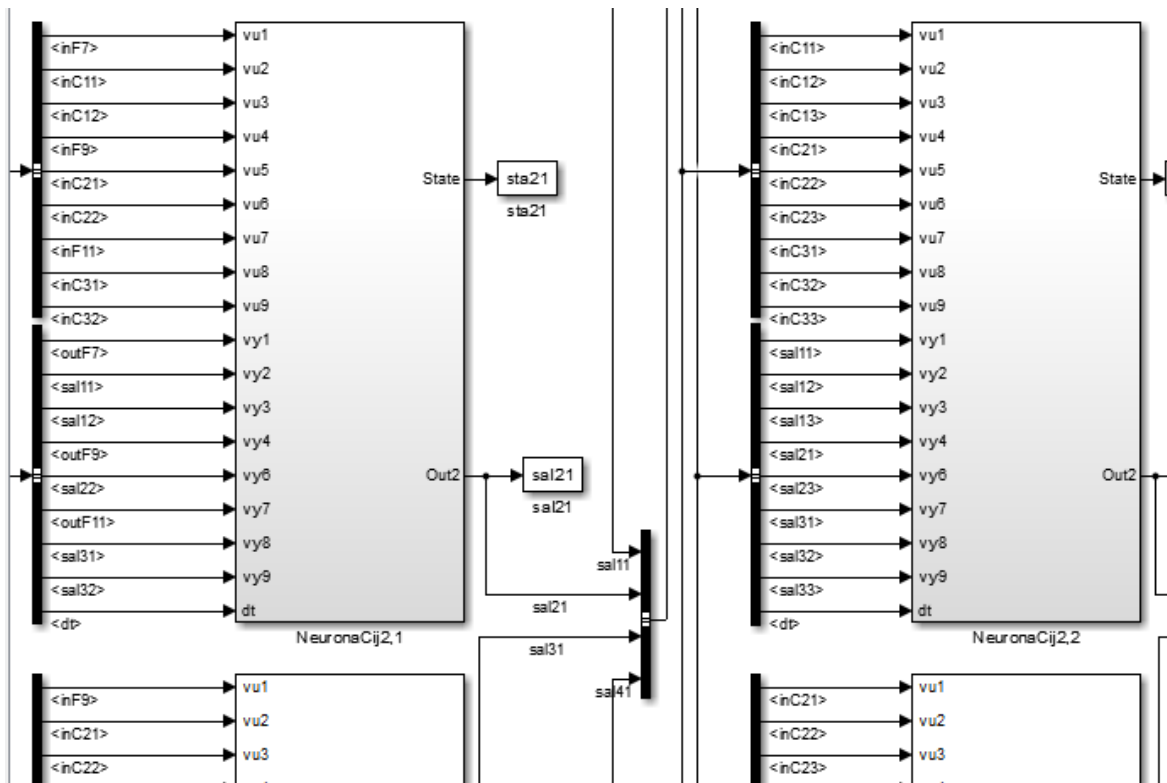 vu1
<inF7>
vu2
<inC11>
vu3
<inC12>
vu4
<inF9>
vu5
<inC21>
vu6
<inC22>
vu7
<inF11>
vu8
<inC31>
vu9
<inC32>
vy1
<outF7>
vy2
<sal11>
vy3
<sal12>
vy4
<outF9>
vy6
<sal22>
vy7
<outF11>
vy8
<sal31>
vy9
<sal32>
dt
<dt>
State
sta21
sta21
Out2
sal21
sal21
NeuronaCij2,1
sal11
sal21
sal31
sal41
vu1
<inC11>
vu2
<inC12>
vu3
<inC13>
vu4
<inC21>
vu5
<inC22>
vu6
<inC23>
vu7
<inC31>
vu8
<inC32>
vu9
<inC33>
vy1
<sal11>
vy2
<sal12>
vy3
<sal13>
vy4
<sal21>
vy6
<sal23>
vy7
<sal31>
vy8
<sal32>
vy9
<sal33>
dt
<dt>
State
Out2
NeuronaCij2,2
vu1
<inF9>
vu2
<inC21>
vu3
<inC22>
vu1
<inC21>
vu2
<inC22>
vu3
<inC23>